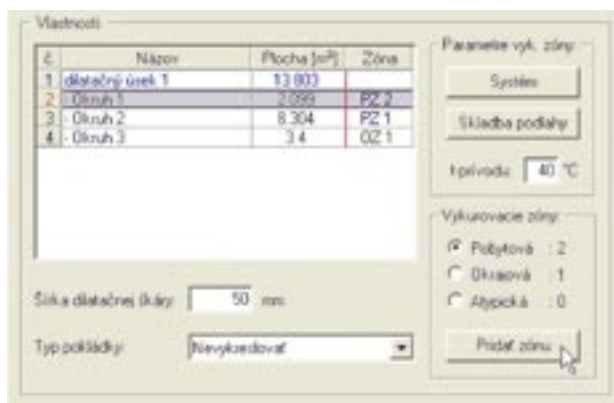 Vlastnosti
č. Názov Plocha [m²] Zóna
1 dilatačný úsek 1 13.803
2 - Okruh 1 2.099 PZ 2
3 - Okruh 2 8.304 PZ 1
4 - Okruh 3 3.4 OZ 1
Šírka dilatačnej škáry: 50 mm
Typ pokládky: Nevykresľovať
Parametre vyk. zóny:
Systém
Skladba podlahy
t prívodu: 40 °C
Vykurovacie zóny:
Pobytová : 2
Okrajová : 1
Atypická : 0
Pridať zónu